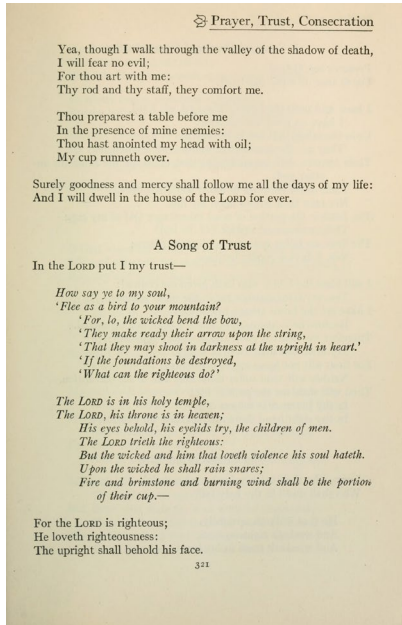 Prayer, Trust, Consecration
Yea, though I walk through the valley of the shadow of death,
I will fear no evil;
For thou art with me:
Thy rod and thy staff, they comfort me.
Thou preparest a table before me
In the presence of mine enemies:
Thou hast anointed my head with oil;
My cup runneth over.
Surely goodness and mercy shall follow me all the days of my life:
And I will dwell in the house of the LORD for ever.
A Song of Trust
In the LORD put I my trust—
How say ye to my soul,
‘Flee as a bird to your mountain?
‘For, lo, the wicked bend the bow,
‘They make ready their arrow upon the string,
‘That they may shoot in darkness at the upright in heart.’
‘If the foundations be destroyed,
‘What can the righteous do?’
The LORD is in his holy temple,
The LORD, his throne is in heaven;
His eyes behold, his eyelids try, the children of men.
The LORD trieth the righteous:
But the wicked and him that loveth violence his soul hateth.
Upon the wicked he shall rain snares;
Fire and brimstone and burning wind shall be the portion
of their cup.—
For the LORD is righteous;
He loveth righteousness:
The upright shall behold his face.
321